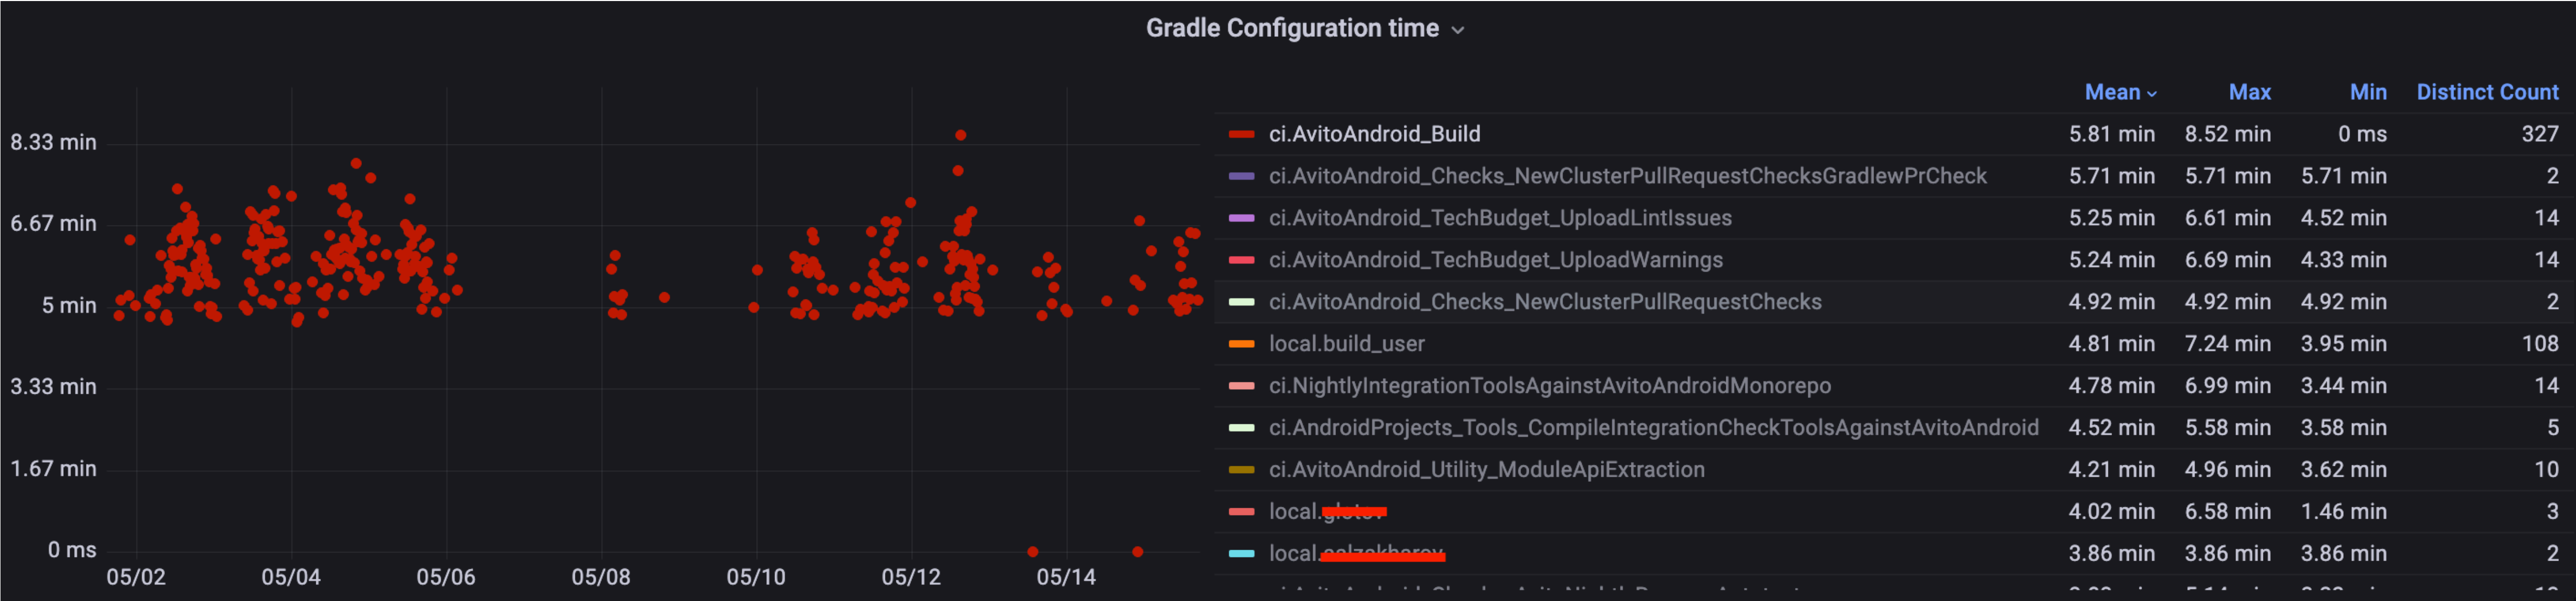 Gradle Configuration time
Mean Max Min Distinct Count
8.33 min
6.67 min
5 min
3.33 min
1.67 min
0 ms
05/02 05/04 05/06 05/08 05/10 05/12 05/14
ci.AvitoAndroid_Build 5.81 min 8.52 min 0 ms 327
ci.AvitoAndroid_Checks_NewClusterPullRequestChecksGradlewPrCheck 5.71 min 5.71 min 5.71 min 2
ci.AvitoAndroid_TechBudget_UploadLintIssues 5.25 min 6.61 min 4.52 min 14
ci.AvitoAndroid_TechBudget_UploadWarnings 5.24 min 6.69 min 4.33 min 14
ci.AvitoAndroid_Checks_NewClusterPullRequestChecks 4.92 min 4.92 min 4.92 min 2
local.build_user 4.81 min 7.24 min 3.95 min 108
ci.NightlyIntegrationToolsAgainstAvitoAndroidMonorepo 4.78 min 6.99 min 3.44 min 14
ci.AndroidProjects_Tools_CompileIntegrationCheckToolsAgainstAvitoAndroid 4.52 min 5.58 min 3.58 min 5
ci.AvitoAndroid_Utility_ModuleApiExtraction 4.21 min 4.96 min 3.62 min 10
local. 4.02 min 6.58 min 1.46 min 3
local. 3.86 min 3.86 min 3.86 min 2